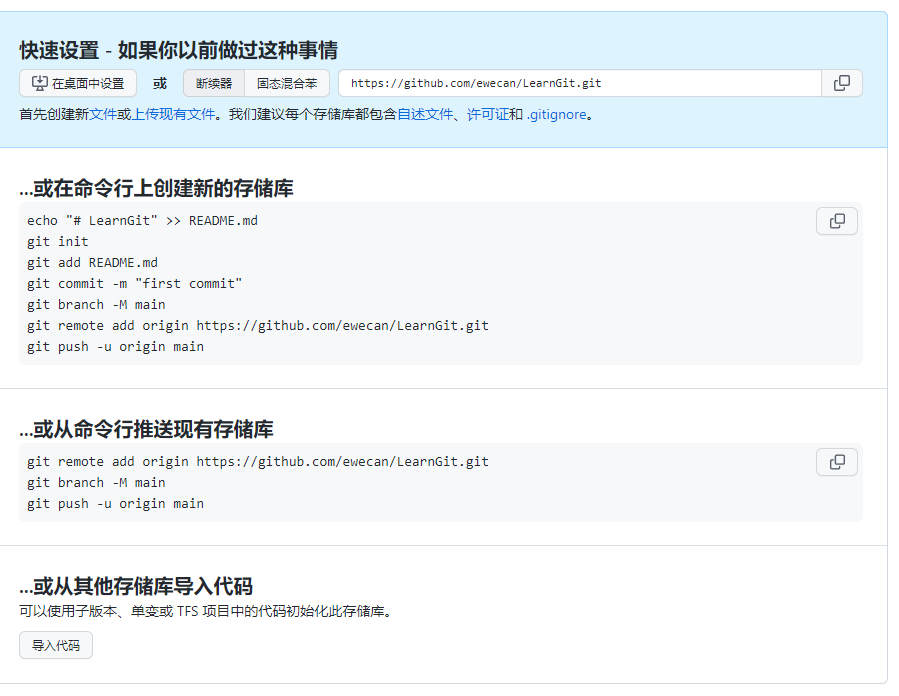 快速设置 - 如果你以前做过这种事情
在桌面中设置 或 断续器 固态混合苯 https://github.com/ewecan/LearnGit.git
首先创建新文件或上传现有文件。我们建议每个存储库都包含自述文件、许可证和 .gitignore。
...或在命令行上创建新的存储库
echo "# LearnGit" >> README.md
git init
git add README.md
git commit -m "first commit"
git branch -M main
git remote add origin https://github.com/ewecan/LearnGit.git
git push -u origin main
...或从命令行推送现有存储库
git remote add origin https://github.com/ewecan/LearnGit.git
git branch -M main
git push -u origin main
...或从其他存储库导入代码
可以使用子版本、单变或 TFS 项目中的代码初始化此存储库。
导入代码